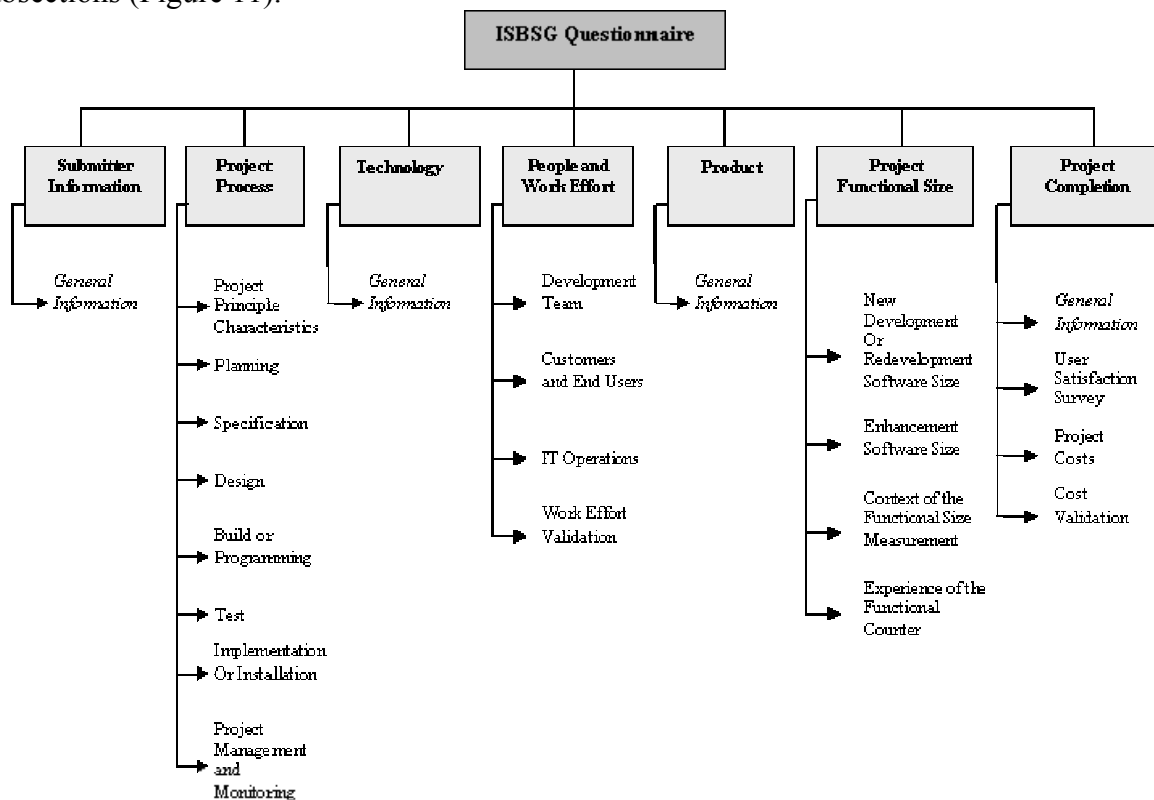 (Figure 11).
ISBSG Questionnaire
Submitter
Information
General
Information
Project
Process
Project
Principle
Characteristics
Planning
Specification
Design
Build or
Programming
Test
Implementation
Or Installation
Project
Management
and
Monitoring
Technology
General
Information
People and
Work Effort
Development
Team
Customers
and End Users
IT Operations
Work Effort
Validation
Product
General
Information
Project
Functional Size
New
Development
Or
Redevelopment
Software Size
Enhancement
Software Size
Context of the
Functional Size
Measurement
Experience of the
Functional
Counter
Project
Completion
General
Information
User
Satisfaction
Survey
Project
Costs
Cost
Validation